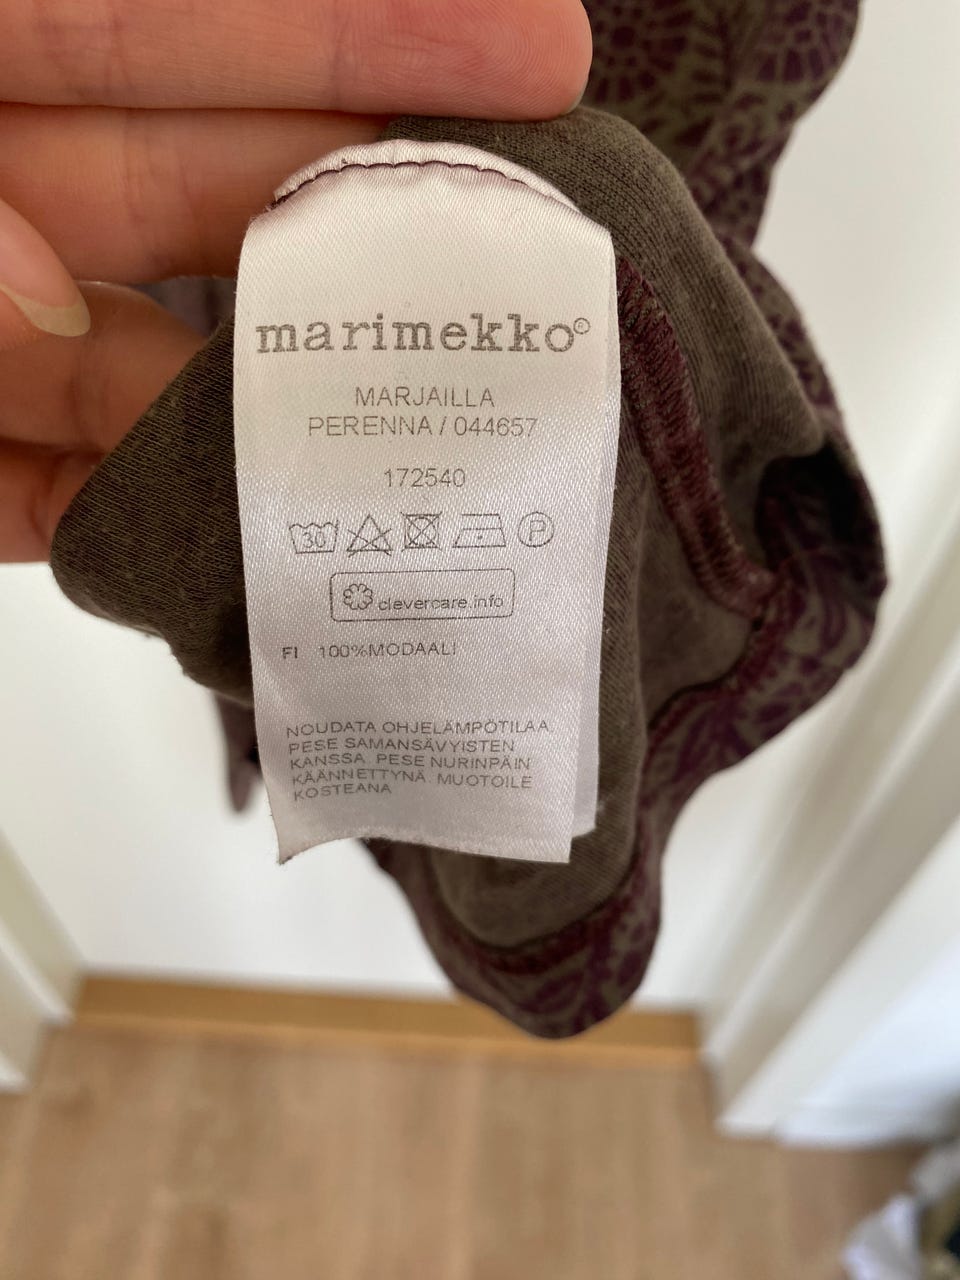 marimekko®
MARJAILLA
PERENNA / 044657
172540
30 P
clevercare.info
FI 100%MODAALI
NOUDATA OHJELÄMPÖTILAA.
PESE SAMANSÄVYISTEN
KANSSA. PESE NURINPÄIN
KÄÄNNETTYNÄ. MUOTOILE
KOSTEANA